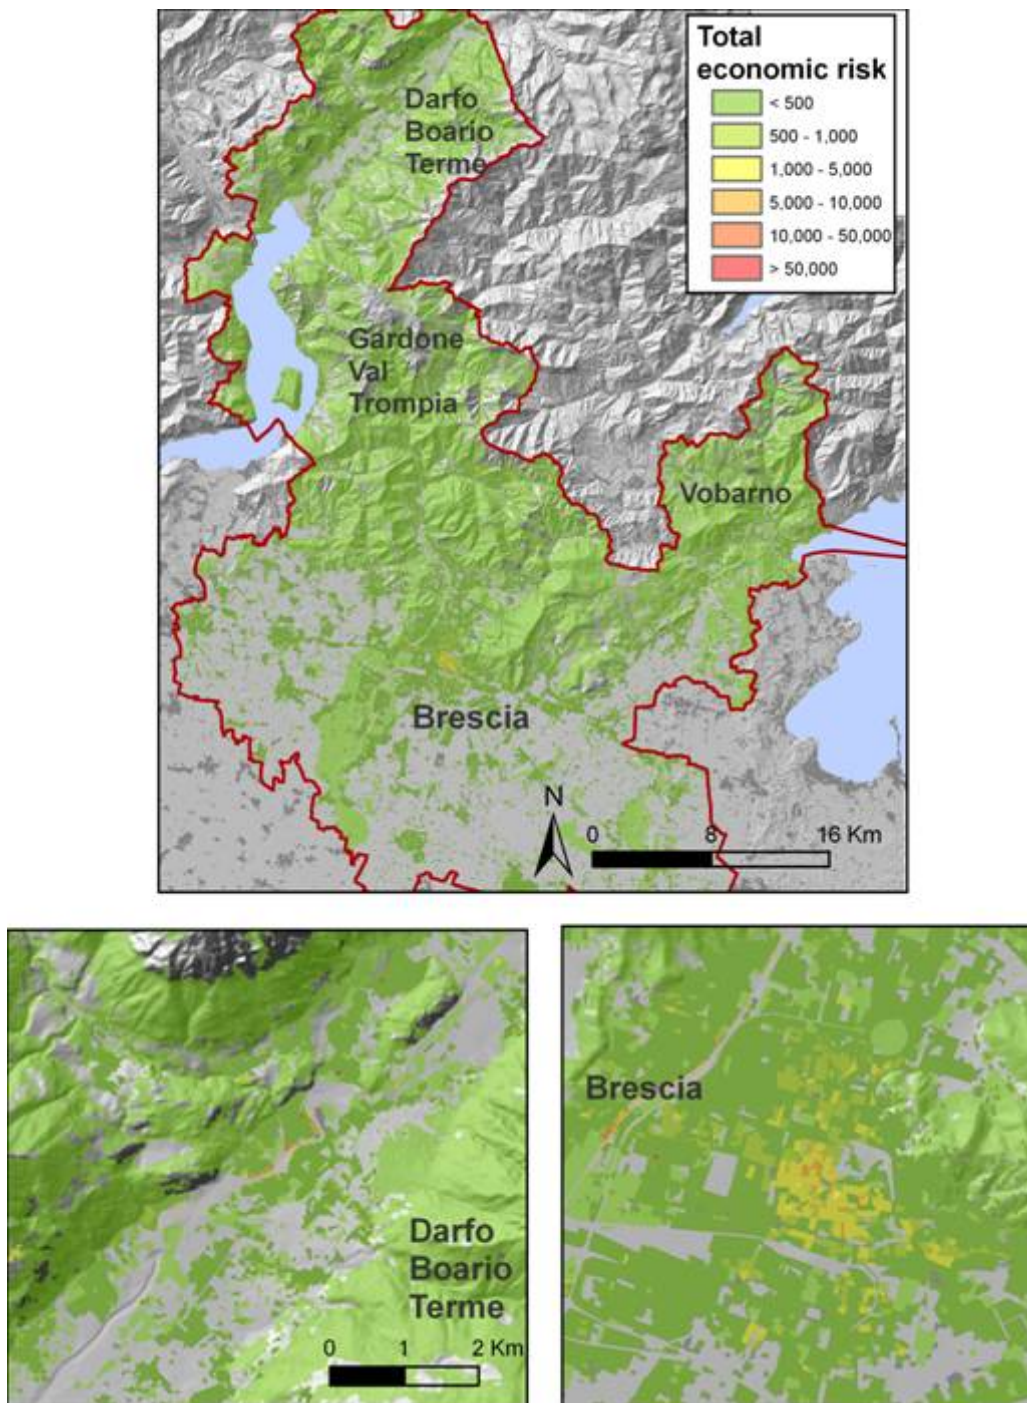 Total
economic risk
< 500
500 - 1,000
1,000 - 5,000
5,000 - 10,000
10,000 - 50,000
> 50,000
Darfo
Boario
Terme
Gardone
Val
Trompia
Vobarno
Brescia
N
0 8 16 Km
Darfo
Boario
Terme
0 1 2 Km
Brescia